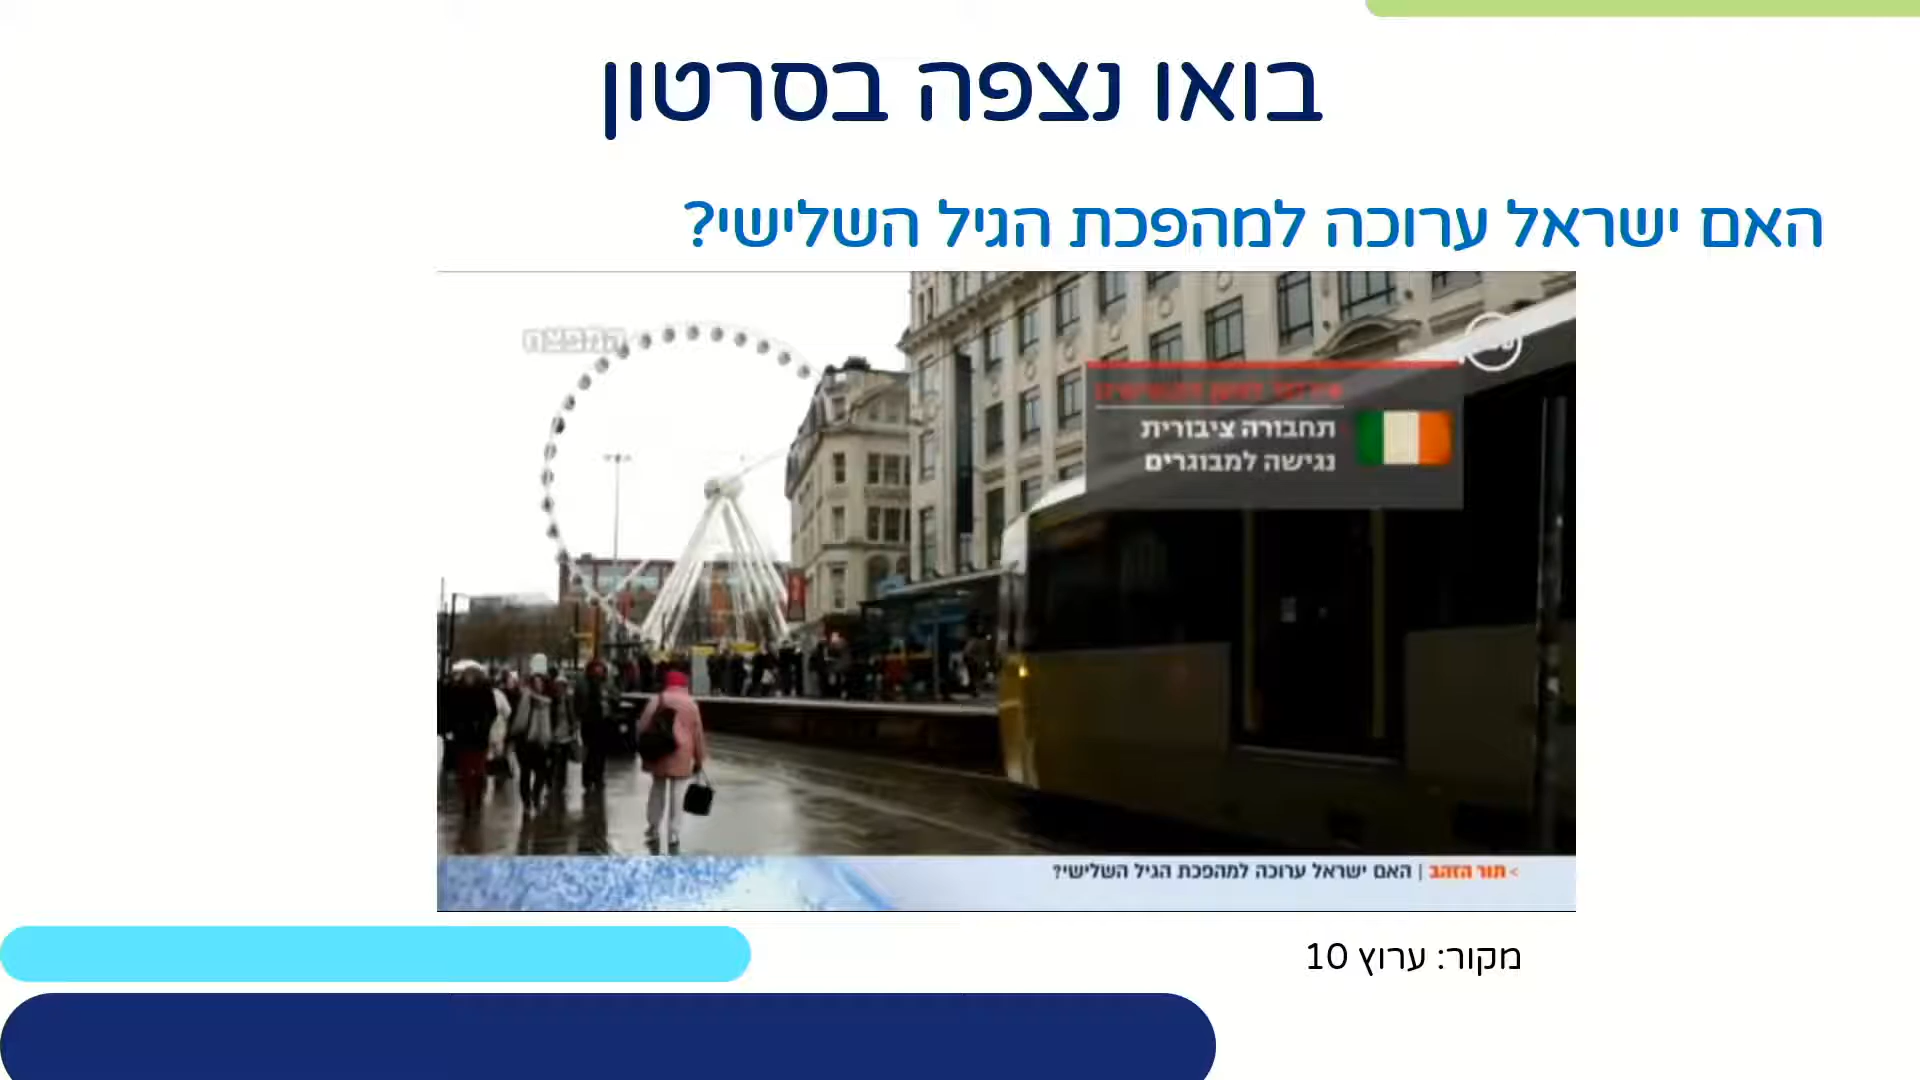 בואו נצפה בסרטון
האם ישראל ערוכה למהפכת הגיל השלישי?
המפצח
תחבורה ציבורית
נגישה למבוגרים
> תור הזהב | האם ישראל ערוכה למהפכת הגיל השלישי?
מקור: ערוץ 10